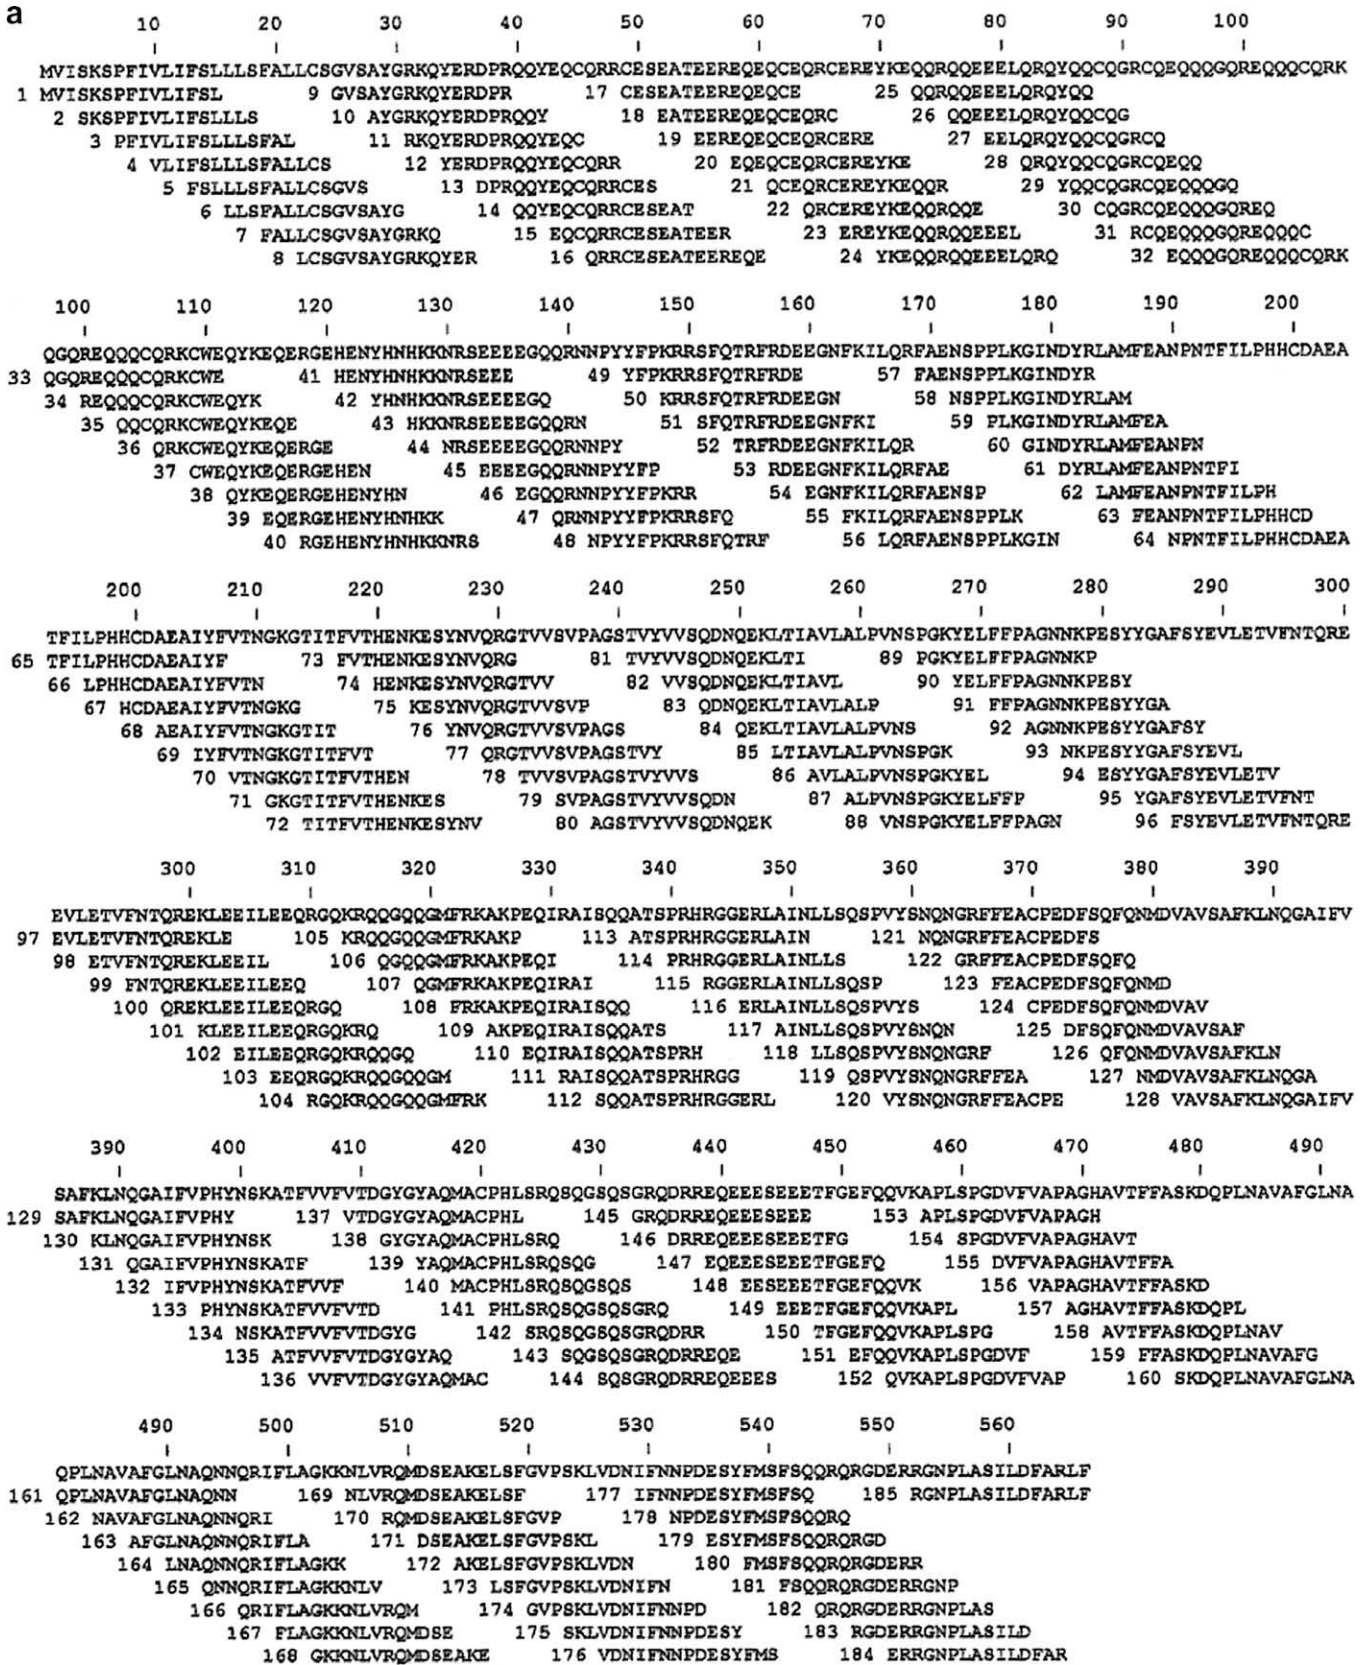 a
10 20 30 40 50 60 70 80 90 100
MVISKSPFIVLIFSLLLSFALLCSGVSAYGRKQYERDPRQQYEQCQRRCESEATEEREQEQCEQRCEREYKEQQRQQEEELQRQYQQCQGRCQEQQQGQREQQQCQRK
1 MVISKSPFIVLIFSL 9 GVSAYGRKQYERDPR 17 CESEATEEREQEQCE 25 QQRQQEEELQRQYQQ
2 SKSPFIVLIFSLLLS 10 AYGRKQYERDPRQQY 18 EATEEREQEQCEQRC 26 QQEEELQRQYQQCQG
3 PFIVLIFSLLLSFAL 11 RKQYERDPRQQYEQC 19 EEREQEQCEQRCERE 27 EELQRQYQQCQGRCQ
4 VLIFSLLLSFALLCS 12 YERDPRQQYEQCQRR 20 EQEQCEQRCEREYKE 28 QRQYQQCQGRCQEQQ
5 FSLLLSFALLCSGVS 13 DPRQQYEQCQRRCES 21 QCEQRCEREYKEQQR 29 YQQCQGRCQEQQQGQ
6 LLSFALLCSGVSAYG 14 QQYEQCQRRCESEAT 22 QRCEREYKEQQRQQE 30 CQGRCQEQQQGQREQ
7 FALLCSGVSAYGRKQ 15 EQCQRRCESEATEER 23 EREYKEQQRQQEEEL 31 RCQEQQQGQREQQQC
8 LCSGVSAYGRKQYER 16 QRRCESEATEEREQE 24 YKEQQRQQEEELQRQ 32 EQQQGQREQQQCQRK
100 110 120 130 140 150 160 170 180 190 200
QGQREQQQCQRKCWEQYKEQERGEHENYHNHKKNRSEEEEGQQRNNPYYFPKRRSFQTRFRDEEGNFKILQRFAENSPPLKGINDYRLAMFEANPNTFILPHHCDAEA
33 QGQREQQQCQRKCWE 41 HENYHNHKKNRSEEE 49 YFPKRRSFQTRFRDE 57 FAENSPPLKGINDYR
34 REQQQCQRKCWEQYK 42 YHNHKKNRSEEEEGQ 50 KRRSFQTRFRDEEGN 58 NSPPLKGINDYRLAM
35 QQCQRKCWEQYKEQE 43 HKKNRSEEEEGQQRN 51 SFQTRFRDEEGNFKI 59 PLKGINDYRLAMFEA
36 QRKCWEQYKEQERGE 44 NRSEEEEGQQRNNPY 52 TRFRDEEGNFKILQR 60 GINDYRLAMFEANPN
37 CWEQYKEQERGEHEN 45 EEEEGQQRNNPYYFP 53 RDEEGNFKILQRFAE 61 DYRLAMFEANPNTFI
38 QYKEQERGEHENYHN 46 EGQQRNNPYYFPKRR 54 EGNFKILQRFAENSP 62 LAMFEANPNTFILPH
39 EQERGEHENYHNHKK 47 QRNNPYYFPKRRSFQ 55 FKILQRFAENSPPLK 63 FEANPNTFILPHHCD
40 RGEHENYHNHKKNRS 48 NPYYFPKRRSFQTRF 56 LQRFAENSPPLKGIN 64 NPNTFILPHHCDAEA
200 210 220 230 240 250 260 270 280 290 300
TFILPHHCDAEAIYFVTNGKGTITFVTHENKESYNVQRGTVVSVPAGSTVYVVSQDNQEKLTIAVLALPVNSPGKYELFFPAGNNKPESYYGAFSYEVLETVFNTQRE
65 TFILPHHCDAEAIYF 73 FVTHENKESYNVQRG 81 TVYVVSQDNQEKLTI 89 PGKYELFFPAGNNKP
66 LPHHCDAEAIYFVTN 74 HENKESYNVQRGTVV 82 VVSQDNQEKLTIAVL 90 YELFFPAGNNKPESY
67 HCDAEAIYFVTNGKG 75 KESYNVQRGTVVSVP 83 QDNQEKLTIAVLALP 91 FFPAGNNKPESYYGA
68 AEAIYFVTNGKGTIT 76 YNVQRGTVVSVPAGS 84 QEKLTIAVLALPVNS 92 AGNNKPESYYGAFSY
69 IYFVTNGKGTITFVT 77 QRGTVVSVPAGSTVY 85 LTIAVLALPVNSPGK 93 NKPESYYGAFSYEVL
70 VTNGKGTITFVTHEN 78 TVVSVPAGSTVYVVS 86 AVLALPVNSPGKYEL 94 ESYYGAFSYEVLETV
71 GKGTITFVTHENKES 79 SVPAGSTVYVVSQDN 87 ALPVNSPGKYELFFP 95 YGAFSYEVLETVFNT
72 TITFVTHENKESYNV 80 AGSTVYVVSQDNQEK 88 VNSPGKYELFFPAGN 96 FSYEVLETVFNTQRE
300 310 320 330 340 350 360 370 380 390
EVLETVFNTQREKLEEILEEQRGQKRQQGQQGMFRKAKPEQIRAISQQATSPRHRGGERLAINLLSQSPVYSNQNGRFFEACPEDFSQFQNMDVAVSAFKLNQGAIFV
97 EVLETVFNTQREKLE 105 KRQQGQQGMFRKAKP 113 ATSPRHRGGERLAIN 121 NQNGRFFEACPEDFS
98 ETVFNTQREKLEEIL 106 QGQQGMFRKAKPEQI 114 PRHRGGERLAINLLS 122 GRFFEACPEDFSQFQ
99 FNTQREKLEEILEEQ 107 QGMFRKAKPEQIRAI 115 RGGERLAINLLSQSP 123 FEACPEDFSQFQNMD
100 QREKLEEILEEQRGQ 108 FRKAKPEQIRAISQQ 116 ERLAINLLSQSPVYS 124 CPEDFSQFQNMDVAV
101 KLEEILEEQRGQKRQ 109 AKPEQIRAISQQATS 117 AINLLSQSPVYSNQN 125 DFSQFQNMDVAVSAF
102 EILEEQRGQKRQQGQ 110 EQIRAISQQATSPRH 118 LLSQSPVYSNQNGRF 126 QFQNMDVAVSAFKLN
103 EEQRGQKRQQGQQGM 111 RAISQQATSPRHRGG 119 QSPVYSNQNGRFFEA 127 NMDVAVSAFKLNQGA
104 RGQKRQQGQQGMFRK 112 SQQATSPRHRGGERL 120 VYSNQNGRFFEACPE 128 VAVSAFKLNQGAIFV
390 400 410 420 430 440 450 460 470 480 490
SAFKLNQGAIFVPHYNSKATFVVFVTDGYGYAQMACPHLSRQSQGSQSGRQDRREQEEESEEETFGEFQQVKAPLSPGDVFVAPAGHAVTFFASKDQPLNAVAFGLNA
129 SAFKLNQGAIFVPHY 137 VTDGYGYAQMACPHL 145 GRQDRREQEEESEEE 153 APLSPGDVFVAPAGH
130 KLNQGAIFVPHYNSK 138 GYGYAQMACPHLSRQ 146 DRREQEEESEEETFG 154 SPGDVFVAPAGHAVT
131 QGAIFVPHYNSKATF 139 YAQMACPHLSRQSQG 147 EQEEESEEETFGEFQ 155 DVFVAPAGHAVTFFA
132 IFVPHYNSKATFVVF 140 MACPHLSRQSQGSQS 148 EESEEETFGEFQQVK 156 VAPAGHAVTFFASKD
133 PHYNSKATFVVFVTD 141 PHLSRQSQGSQSGRQ 149 EEETFGEFQQVKAPL 157 AGHAVTFFASKDQPL
134 NSKATFVVFVTDGYG 142 SRQSQGSQSGRQDRR 150 TFGEFQQVKAPLSPG 158 AVTFFASKDQPLNAV
135 ATFVVFVTDGYGYAQ 143 SQGSQSGRQDRREQE 151 EFQQVKAPLSPGDVF 159 FFASKDQPLNAVAFG
136 VVFVTDGYGYAQMAC 144 SQSGRQDRREQEEES 152 QVKAPLSPGDVFVAP 160 SKDQPLNAVAFGLNA
490 500 510 520 530 540 550 560
QPLNAVAFGLNAQNNQRIFLAGKKNLVRQMDSEAKELSFGVPSKLVDNIFNNPDESYFMSFSQQRQRGDERRGNPLASILDFARLF
161 QPLNAVAFGLNAQNN 169 NLVRQMDSEAKELSF 177 IFNNPDESYFMSFSQ 185 RGNPLASILDFARLF
162 NAVAFGLNAQNNQRI 170 RQMDSEAKELSFGVP 178 NPDESYFMSFSQQRQ
163 AFGLNAQNNQRIFLA 171 DSEAKELSFGVPSKL 179 ESYFMSFSQQRQRGD
164 LNAQNNQRIFLAGKK 172 AKELSFGVPSKLVDN 180 FMSFSQQRQRGDERR
165 QNNQRIFLAGKKNLV 173 LSFGVPSKLVDNIFN 181 FSQQRQRGDERRGNP
166 QRIFLAGKKNLVRQM 174 GVPSKLVDNIFNNPD 182 QRQRGDERRGNPLAS
167 FLAGKKNLVRQMDSE 175 SKLVDNIFNNPDESY 183 RGDERRGNPLASILD
168 GKKNLVRQMDSEAKE 176 VDNIFNNPDESYFMS 184 ERRGNPLASILDFAR